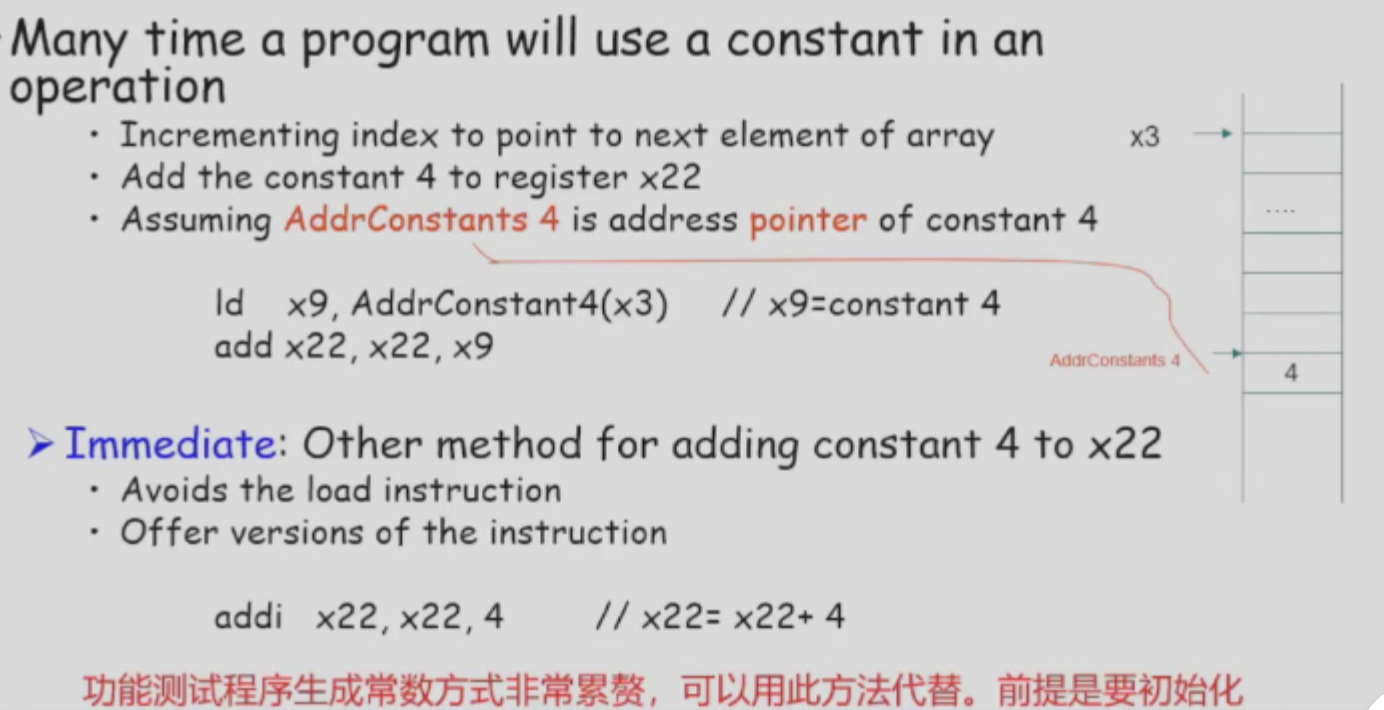 Many time a program will use a constant in an
operation
· Incrementing index to point to next element of array
x3
· Add the constant 4 to register x22
· Assuming AddrConstants 4 is address pointer of constant 4
....
ld x9, AddrConstant4(x3) // x9=constant 4
add x22, x22, x9
AddrConstants 4
4
➤ Immediate: Other method for adding constant 4 to x22
· Avoids the load instruction
· Offer versions of the instruction
addi x22, x22, 4 // x22= x22+ 4
功能测试程序生成常数方式非常累赘，可以用此方法代替。前提是要初始化